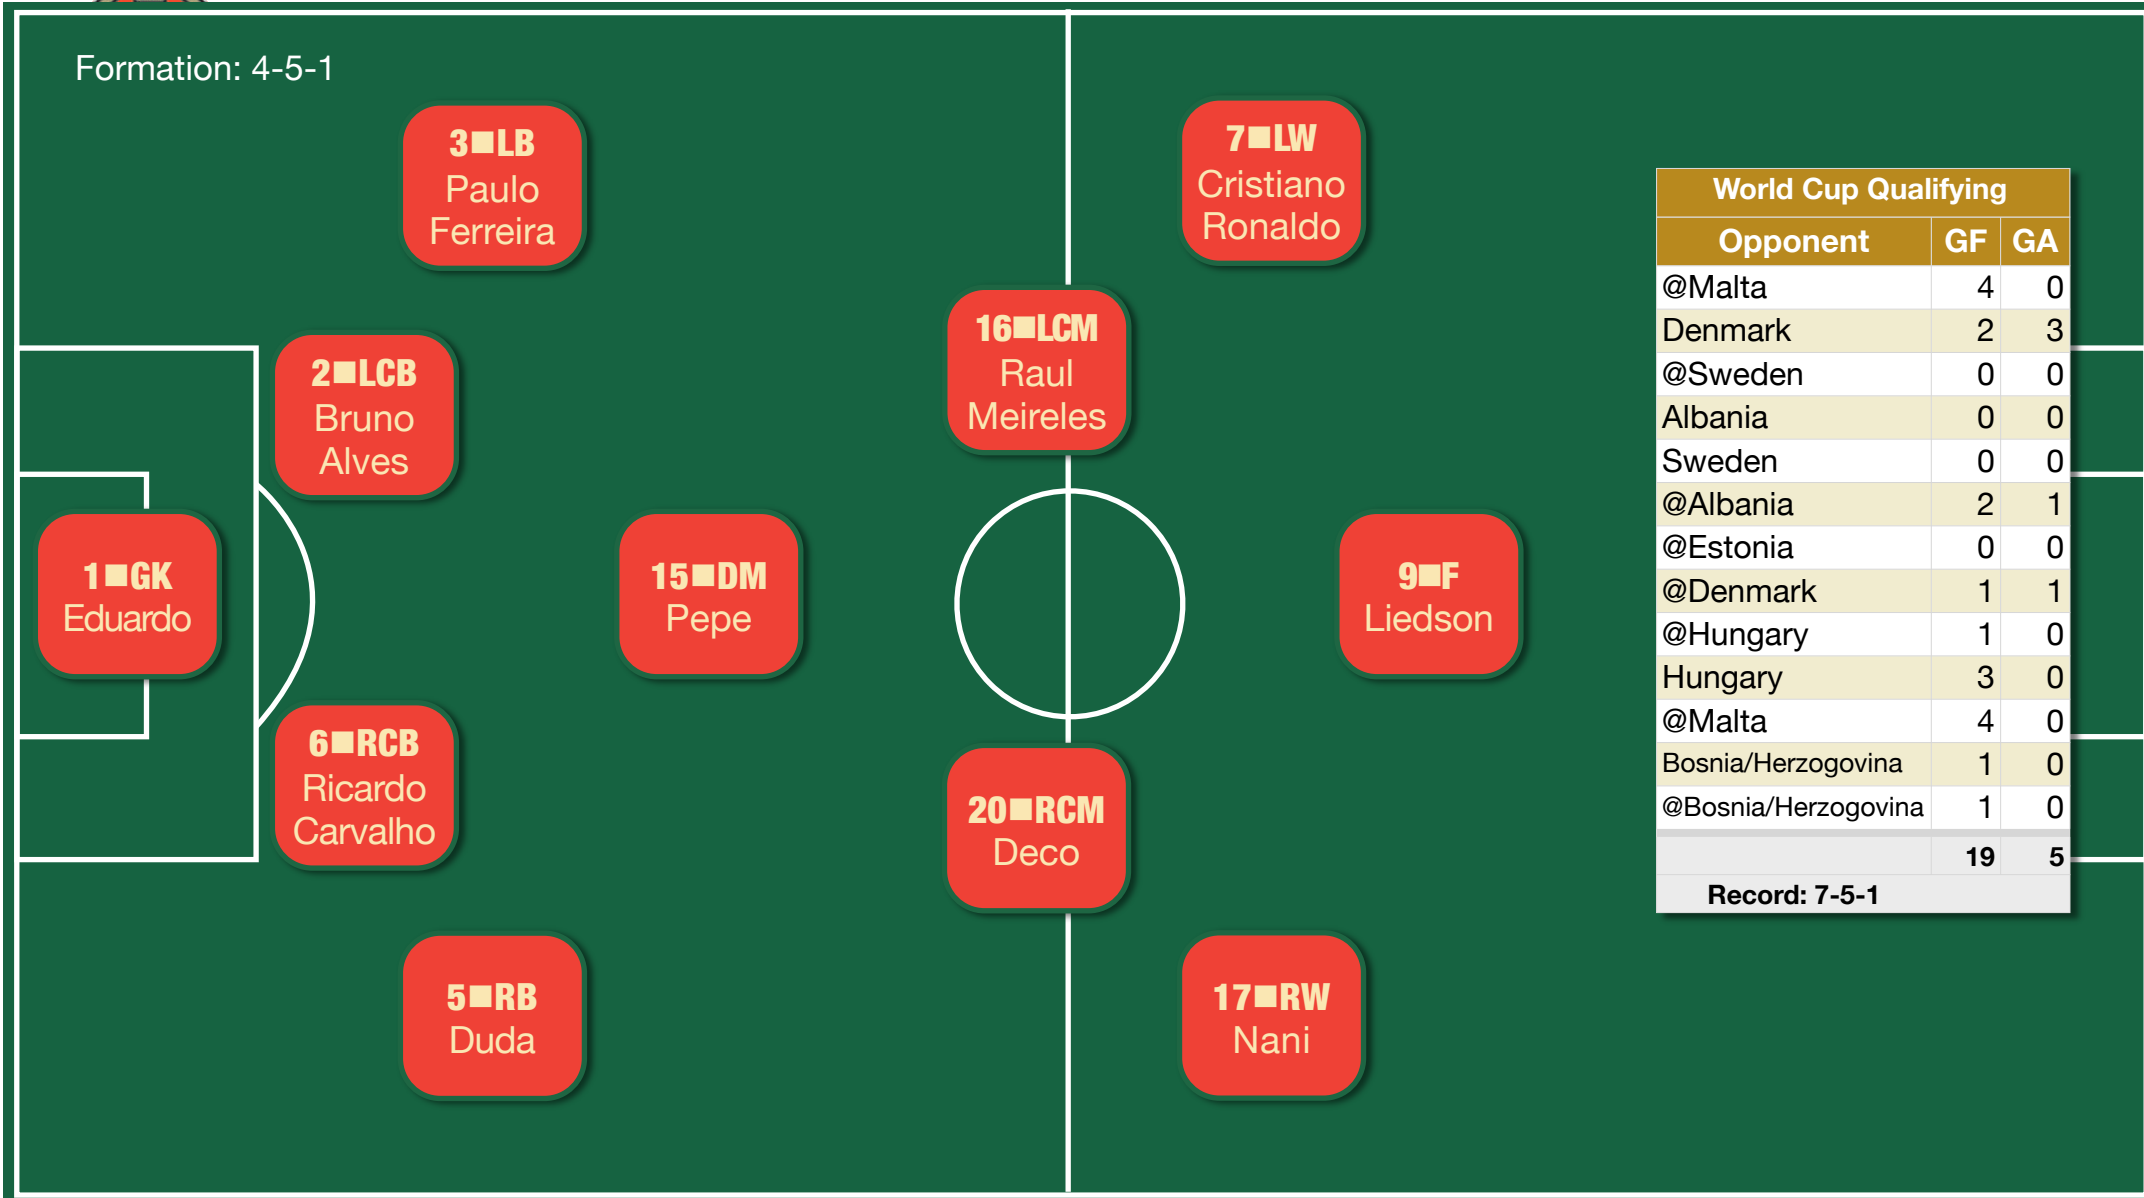 Formation: 4-5-1
3■LB
Paulo
Ferreira
7■LW
Cristiano
Ronaldo
16■LCM
Raul
Meireles
2■LCB
Bruno
Alves
1■GK
Eduardo
15■DM
Pepe
9■F
Liedson
6■RCB
Ricardo
Carvalho
20■RCM
Deco
5■RB
Duda
17■RW
Nani
World Cup Qualifying
Opponent GF GA
@Malta 4 0
Denmark 2 3
@Sweden 0 0
Albania 0 0
Sweden 0 0
@Albania 2 1
@Estonia 0 0
@Denmark 1 1
@Hungary 1 0
Hungary 3 0
@Malta 4 0
Bosnia/Herzogovina 1 0
@Bosnia/Herzogovina 1 0
19 5
Record: 7-5-1